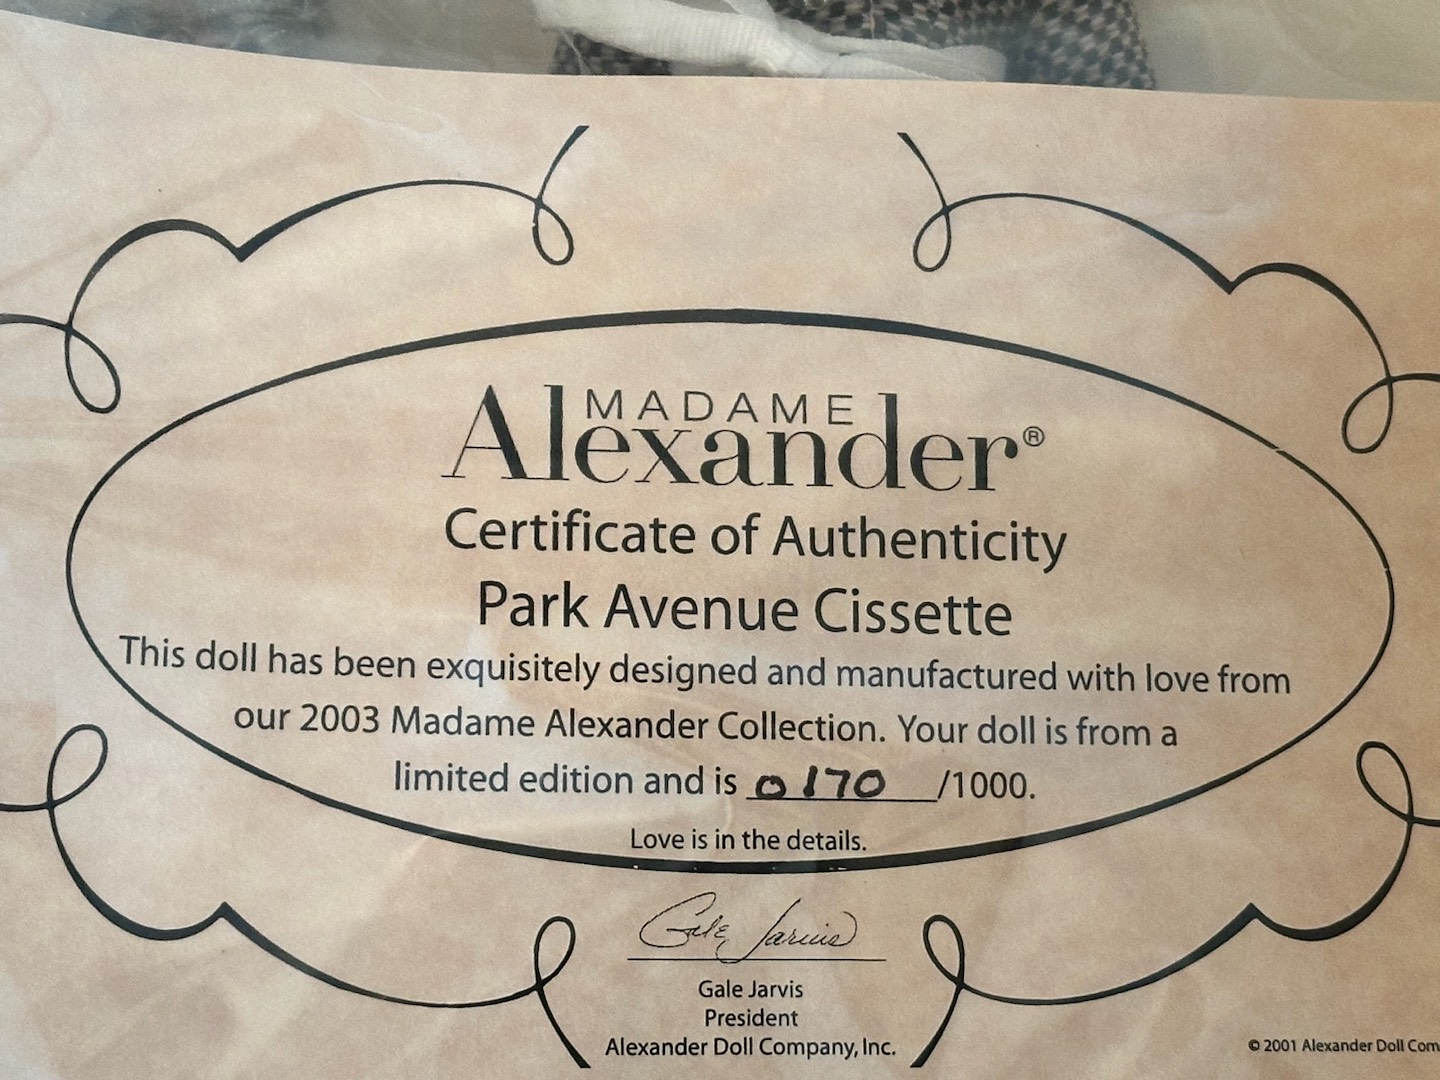 MADAME
Alexander®
Certificate of Authenticity
Park Avenue Cissette
This doll has been exquisitely designed and manufactured with love from
our 2003 Madame Alexander Collection. Your doll is from a
limited edition and is 0170 /1000.
Love is in the details.
Gale Jarvis
Gale Jarvis
President
Alexander Doll Company, Inc.
© 2001 Alexander Doll Com